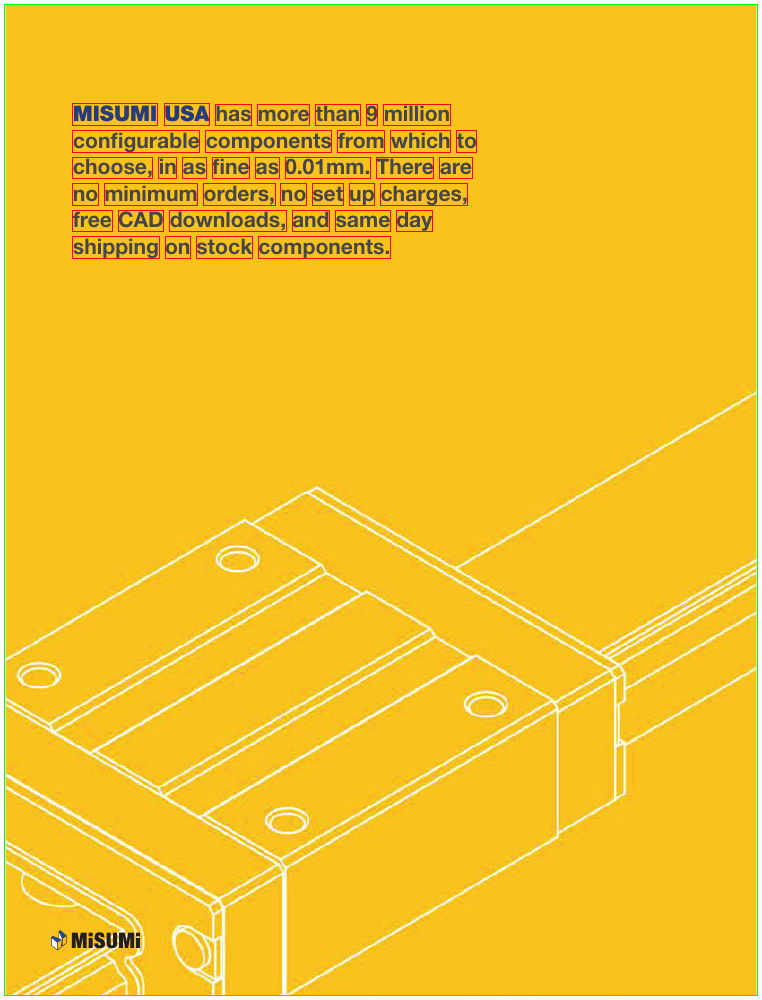 MISUMI USA has more than 9 million
configurable components from which to
choose, in as fine as 0.01mm. There are
no minimum orders, no set up charges,
free CAD downloads, and same day
shipping on stock components.
MiSUMi